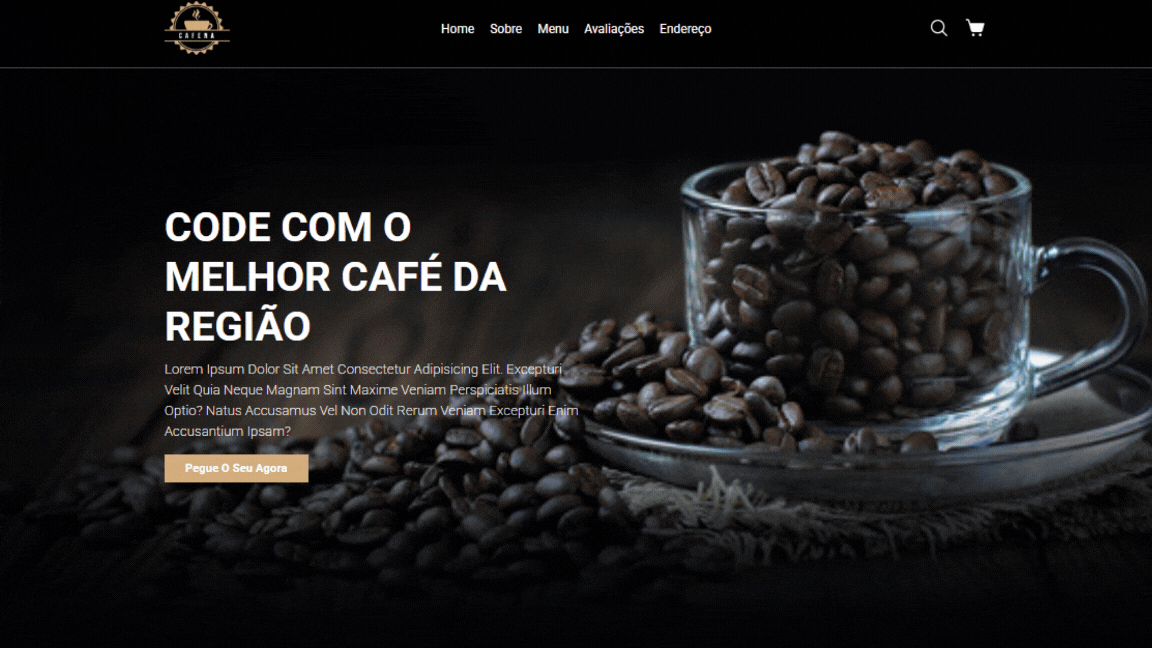 CAFENA
Home Sobre Menu Avaliações Endereço
CODE COM O
MELHOR CAFÉ DA
REGIÃO
Lorem Ipsum Dolor Sit Amet Consectetur Adipisicing Elit. Excepturi
Velit Quia Neque Magnam Sint Maxime Veniam Perspiciatis Illum
Optio? Natus Accusamus Vel Non Odit Rerum Veniam Excepturi Enim
Accusantium Ipsam?
Pegue O Seu Agora